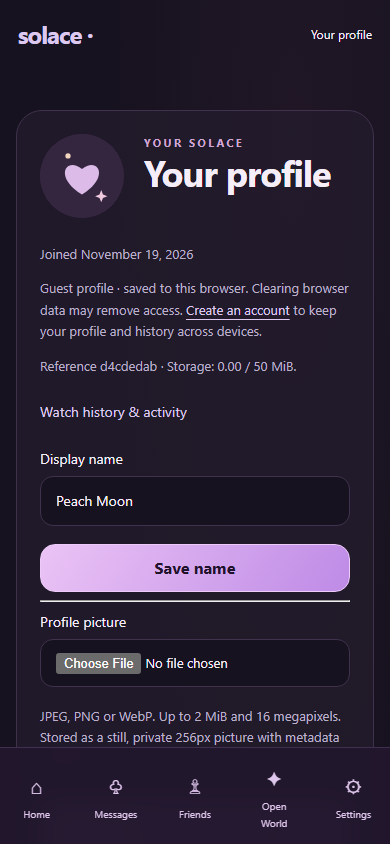 solace ·
Your profile
YOUR SOLACE
Your profile
Joined November 19, 2026
Guest profile · saved to this browser. Clearing browser
data may remove access. Create an account to keep
your profile and history across devices.
Reference d4cdedab · Storage: 0.00 / 50 MiB.
Watch history & activity
Display name
Peach Moon
Save name
Profile picture
Choose File No file chosen
JPEG, PNG or WebP. Up to 2 MiB and 16 megapixels.
Stored as a still, private 256px picture with metadata
Home
Messages
Friends
Open
World
Settings